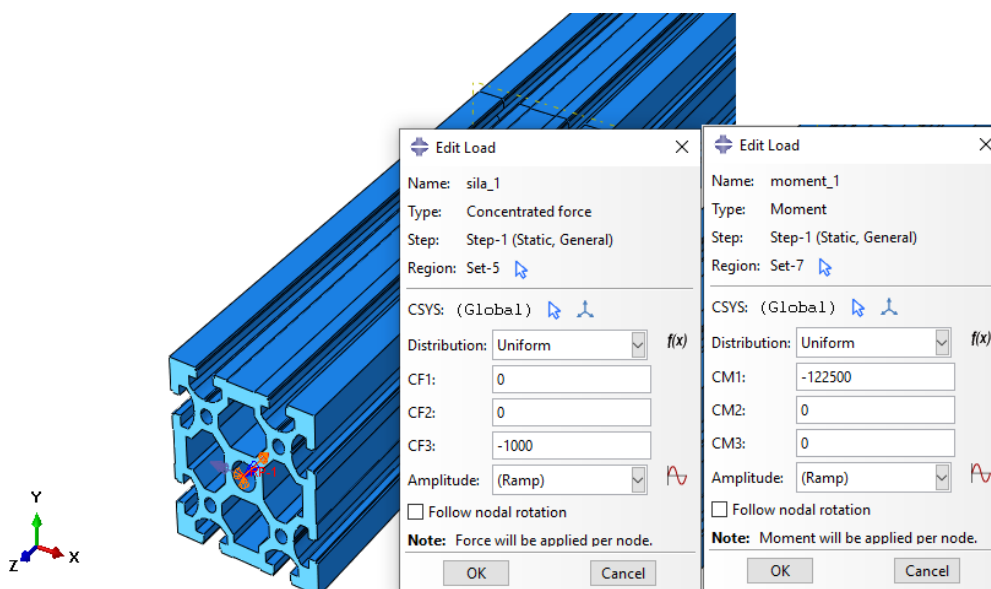 Edit Load
Name: sila_1
Type: Concentrated force
Step: Step-1 (Static, General)
Region: Set-5
CSYS: (Global)
Distribution: Uniform f(x)
CF1: 0
CF2: 0
CF3: -1000
Amplitude: (Ramp)
Follow nodal rotation
Note: Force will be applied per node.
OK Cancel
Edit Load
Name: moment_1
Type: Moment
Step: Step-1 (Static, General)
Region: Set-7
CSYS: (Global)
Distribution: Uniform f(x)
CM1: -122500
CM2: 0
CM3: 0
Amplitude: (Ramp)
Follow nodal rotation
Note: Moment will be applied per node.
OK Cancel
Y
Z X